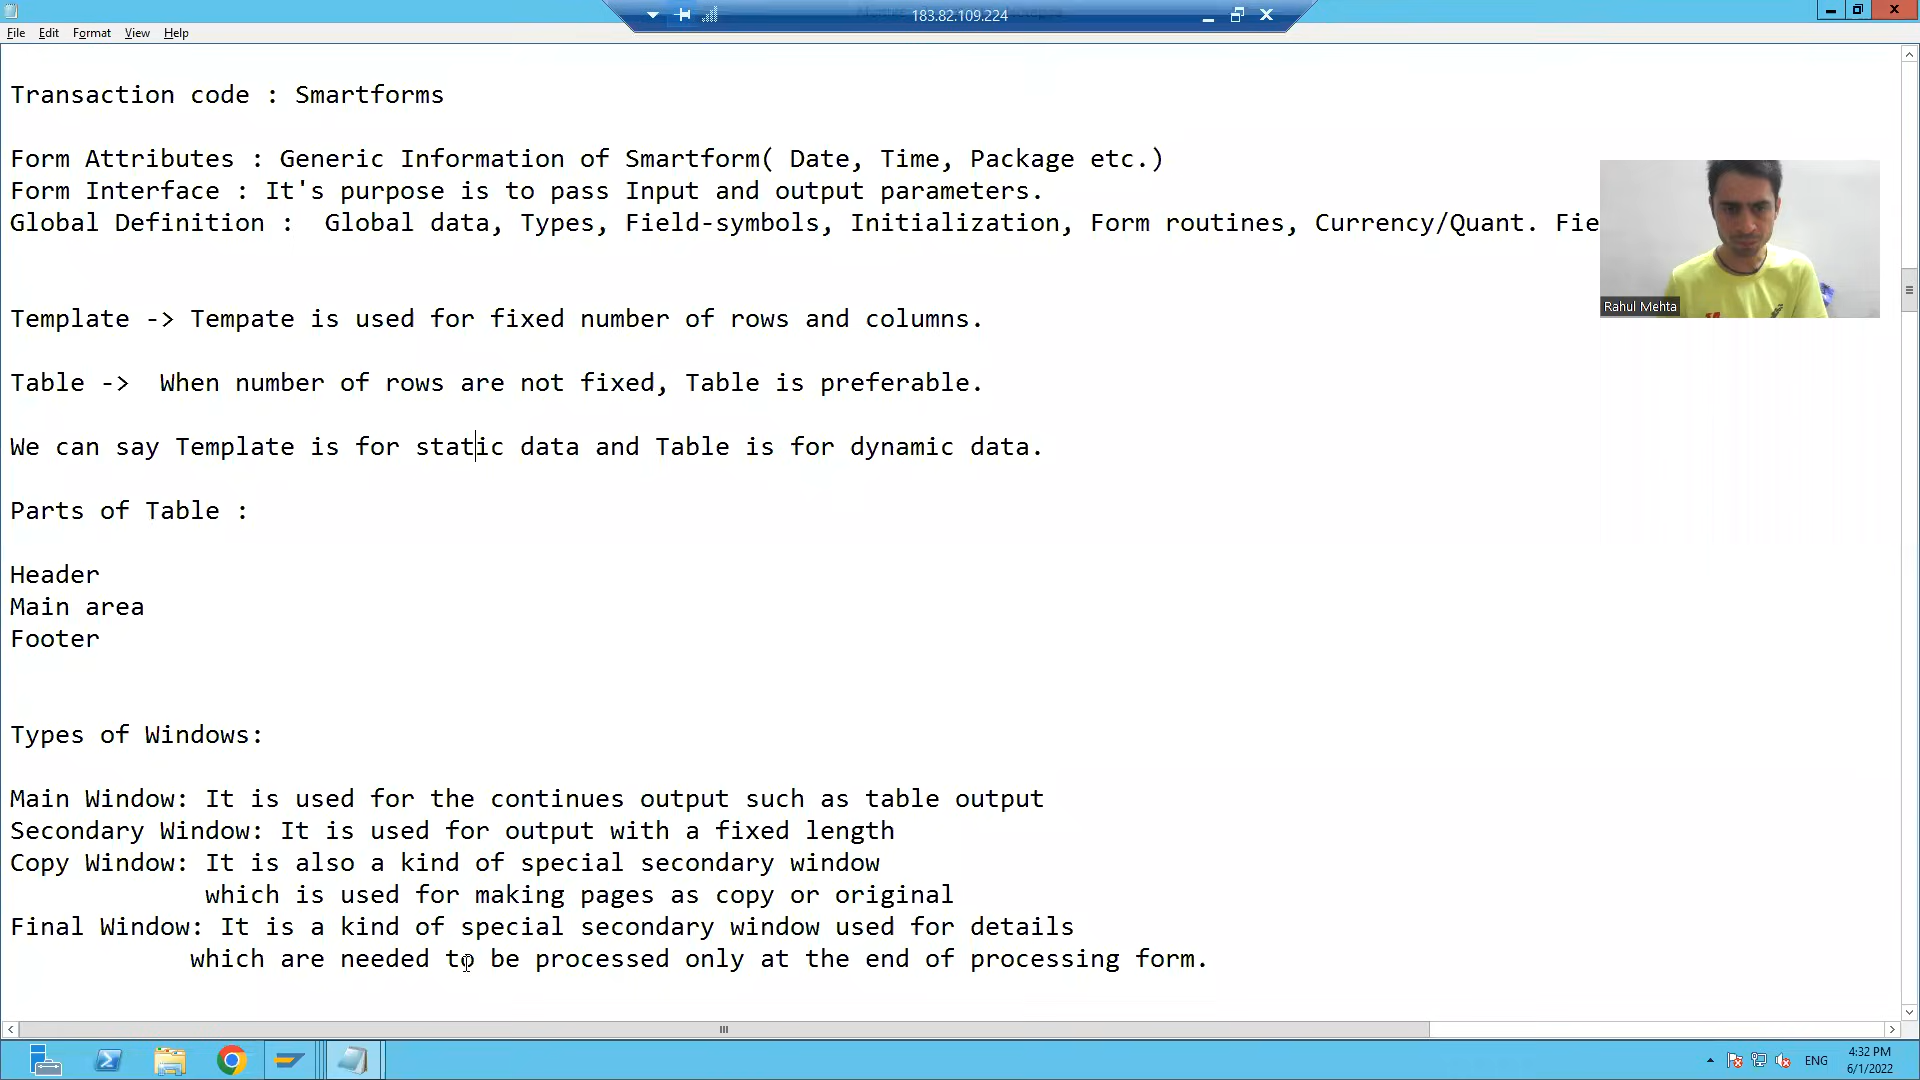 183.82.109.224
File Edit Format View Help
Transaction code : Smartforms
Form Attributes : Generic Information of Smartform( Date, Time, Package etc.)
Form Interface : It's purpose is to pass Input and output parameters.
Global Definition :  Global data, Types, Field-symbols, Initialization, Form routines, Currency/Quant. Fie
Rahul Mehta
Template -> Tempate is used for fixed number of rows and columns.
Table ->  When number of rows are not fixed, Table is preferable.
We can say Template is for static data and Table is for dynamic data.
Parts of Table :
Header
Main area
Footer
Types of Windows:
Main Window: It is used for the continues output such as table output
Secondary Window: It is used for output with a fixed length
Copy Window: It is also a kind of special secondary window
which is used for making pages as copy or original
Final Window: It is a kind of special secondary window used for details
which are needed to be processed only at the end of processing form.
ENG
4:32 PM
6/1/2022